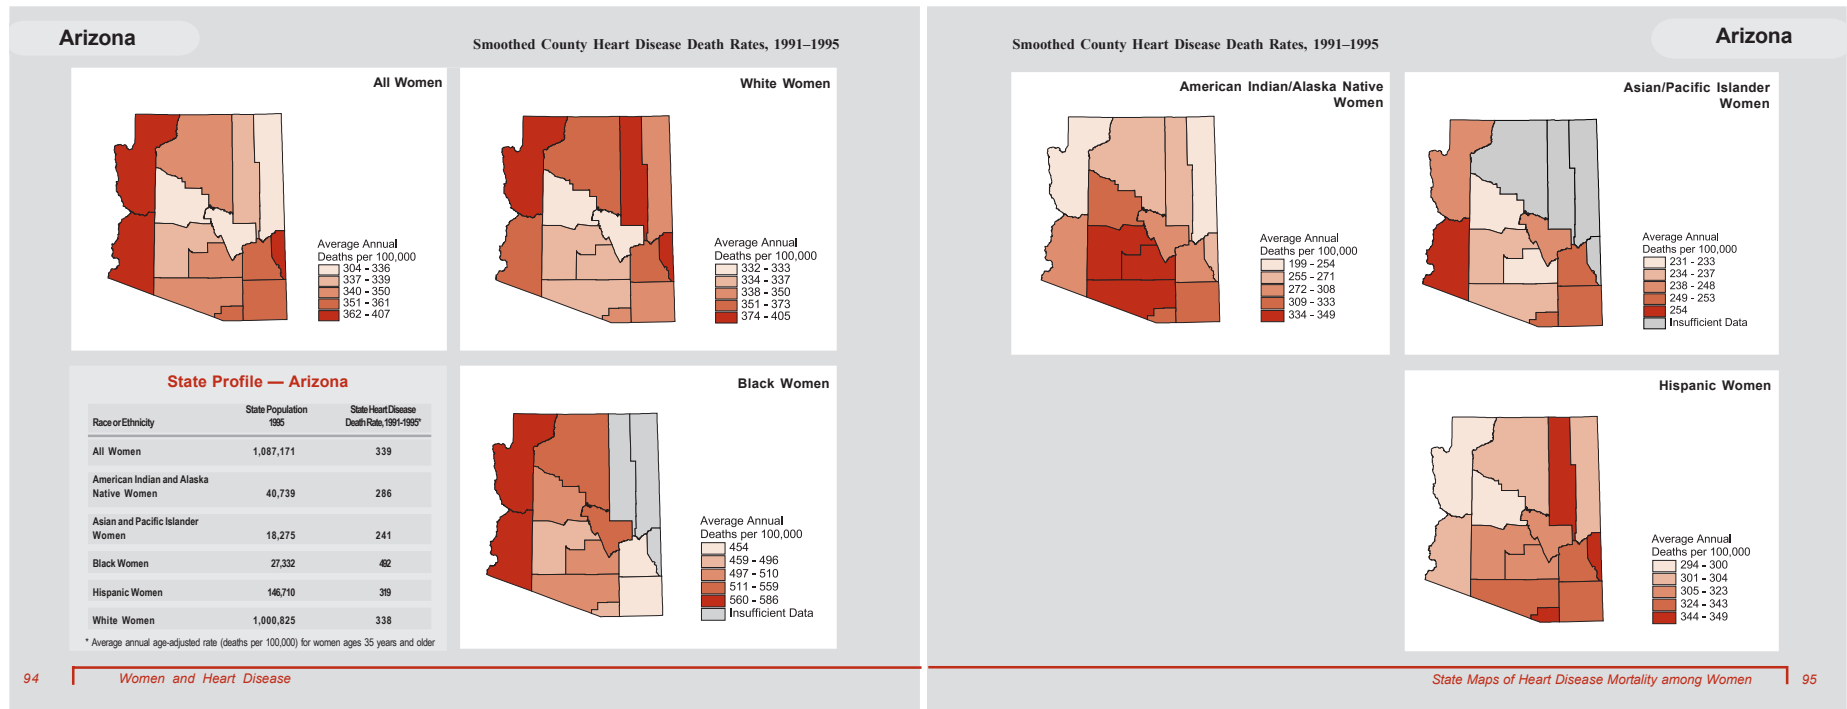 Arizona
Smoothed County Heart Disease Death Rates, 1991–1995
All Women
Average Annual
Deaths per 100,000
304 - 336
337 - 339
340 - 350
351 - 361
362 - 407
White Women
Average Annual
Deaths per 100,000
332 - 333
334 - 337
338 - 350
351 - 373
374 - 405
State Profile — Arizona
Race or Ethnicity State Population 1995 State Heart Disease Death Rate, 1991-1995*
All Women 1,087,171 339
American Indian and Alaska
Native Women 40,739 286
Asian and Pacific Islander
Women 18,275 241
Black Women 27,332 492
Hispanic Women 146,710 319
White Women 1,000,825 338
* Average annual age-adjusted rate (deaths per 100,000) for women ages 35 years and older
Black Women
Average Annual
Deaths per 100,000
454
459 - 496
497 - 510
511 - 559
560 - 586
Insufficient Data
94 Women and Heart Disease
Smoothed County Heart Disease Death Rates, 1991–1995
Arizona
American Indian/Alaska Native
Women
Average Annual
Deaths per 100,000
199 - 254
255 - 271
272 - 308
309 - 333
334 - 349
Asian/Pacific Islander
Women
Average Annual
Deaths per 100,000
231 - 233
234 - 237
238 - 248
249 - 253
254
Insufficient Data
Hispanic Women
Average Annual
Deaths per 100,000
294 - 300
301 - 304
305 - 323
324 - 343
344 - 349
State Maps of Heart Disease Mortality among Women 95